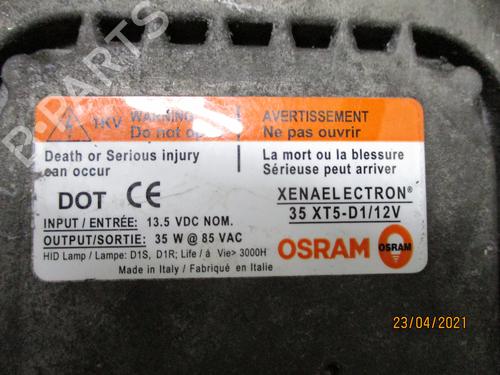 1KV
WARNING
Do not op
Death or Serious injury
can occur
AVERTISSEMENT
Ne pas ouvrir
La mort ou la blessure
Sérieuse peut arriver
DOT CE
INPUT / ENTRÉE: 13.5 VDC NOM.
OUTPUT/SORTIE: 35 W @ 85 VAC
HID Lamp / Lampe: D1S, D1R; Life / á Vie> 3000H
Made in Italy / Fabriqué en Italie
XENAELECTRON®
35 XT5-D1/12V
OSRAM
OSRAM
B-PARTS
23/04/2021